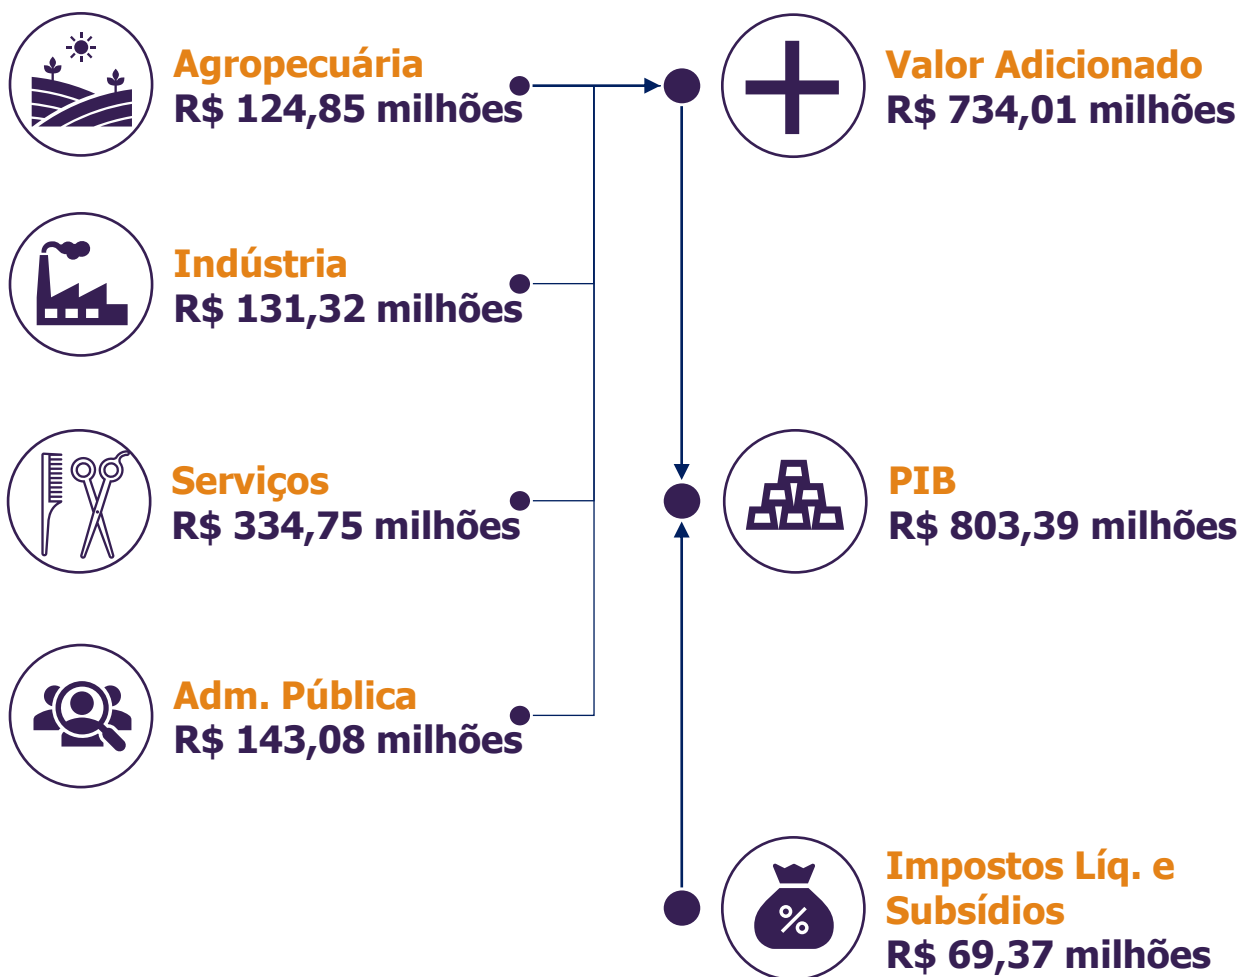 Agropecuária
R$ 124,85 milhões
Indústria
R$ 131,32 milhões
Serviços
R$ 334,75 milhões
Adm. Pública
R$ 143,08 milhões
Valor Adicionado
R$ 734,01 milhões
PIB
R$ 803,39 milhões
%
Impostos Líq. e
Subsídios
R$ 69,37 milhões